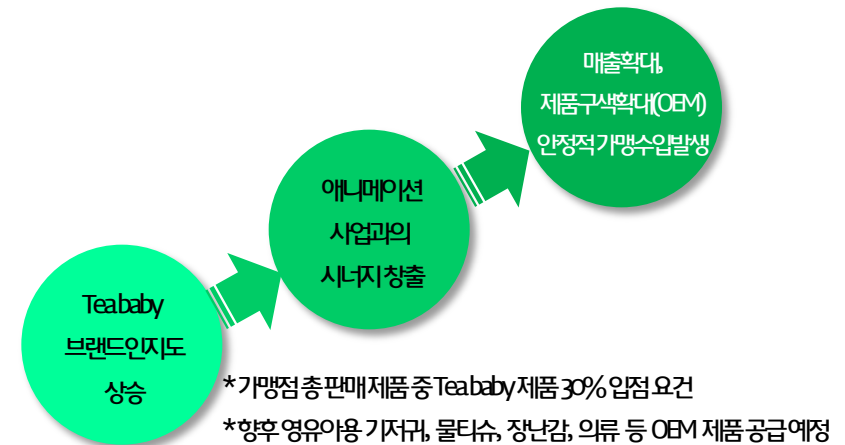 매출확대,
제품구색확대(OEM)
안정적 가맹수입발생
애니메이션
사업과의
시너지 창출
Teababy
브랜드인지도
상승
*가맹점 총 판매 제품 중 Teababy 제품 30% 입점 요건
*향후 영유아용 기저귀, 물티슈, 장난감, 의류 등 OEM 제품 공급 예정